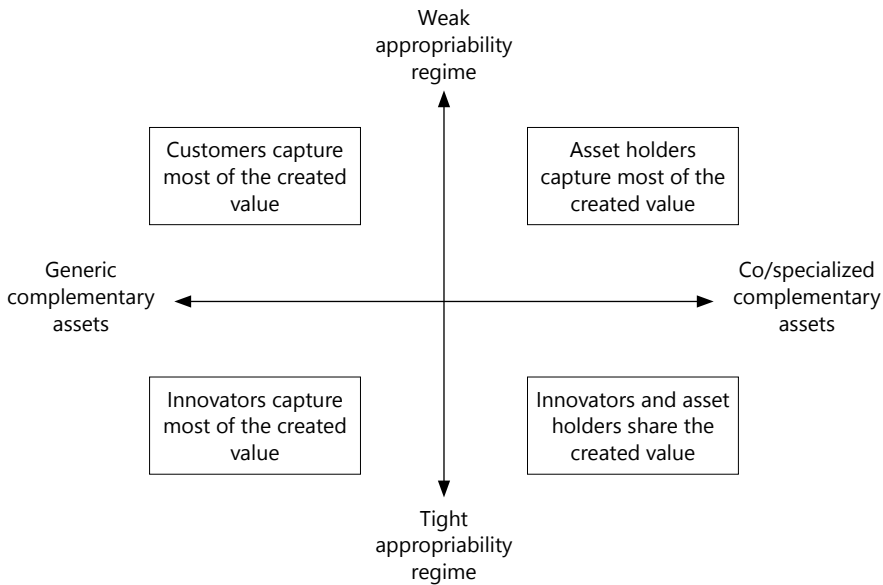 Weak
appropriability
regime
Customers capture
most of the created
value
Asset holders
capture most of the
created value
Generic
complementary
assets
Co/specialized
complementary
assets
Innovators capture
most of the created
value
Innovators and asset
holders share the
created value
Tight
appropriability
regime